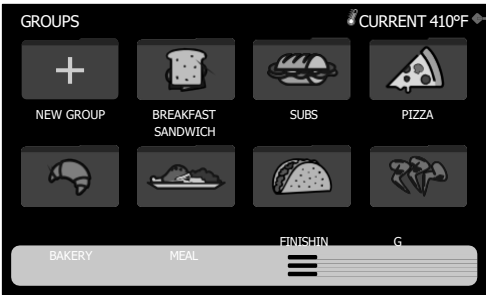 GROUPS
CURRENT 410°F
NEW GROUP
BREAKFAST
SANDWICH
SUBS
PIZZA
FINISHIN G
BAKERY
MEAL